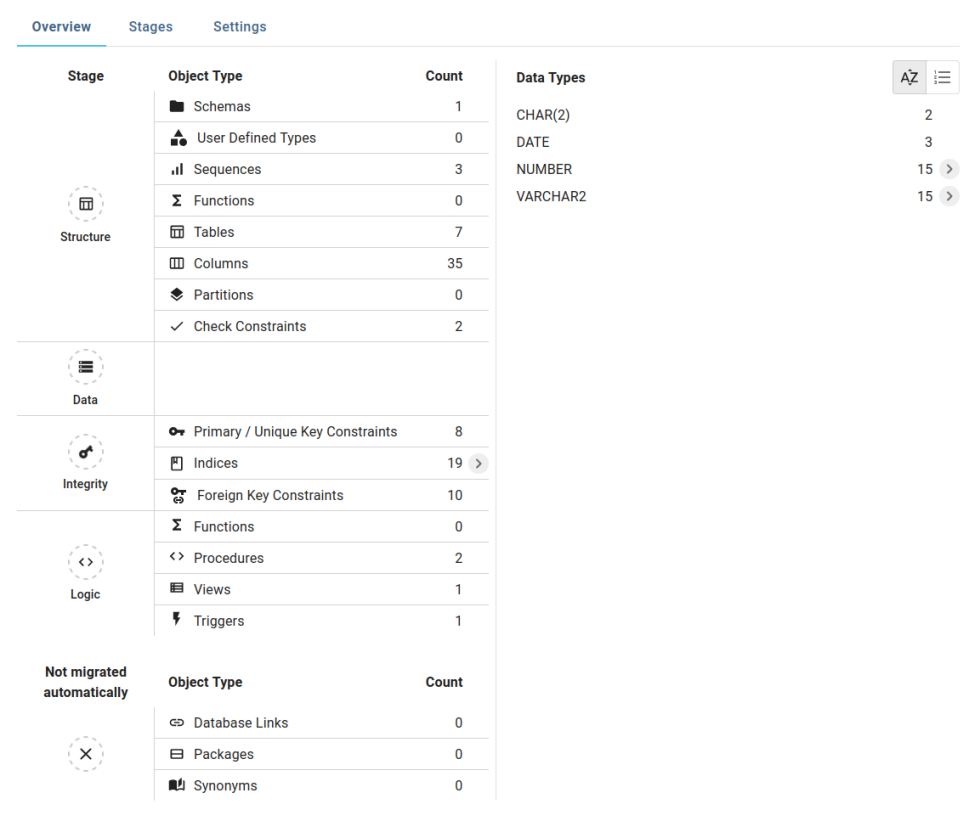 Overview Stages Settings
Stage Object Type Count
Schemas 1
User Defined Types 0
Sequences 3
Functions 0
Tables 7
Columns 35
Partitions 0
Check Constraints 2
Structure
Data
Primary / Unique Key Constraints 8
Indices 19
Foreign Key Constraints 10
Integrity
Functions 0
Procedures 2
Views 1
Triggers 1
Logic
Not migrated
automatically
Object Type Count
Database Links 0
Packages 0
Synonyms 0
Data Types AZ
CHAR(2) 2
DATE 3
NUMBER 15
VARCHAR2 15